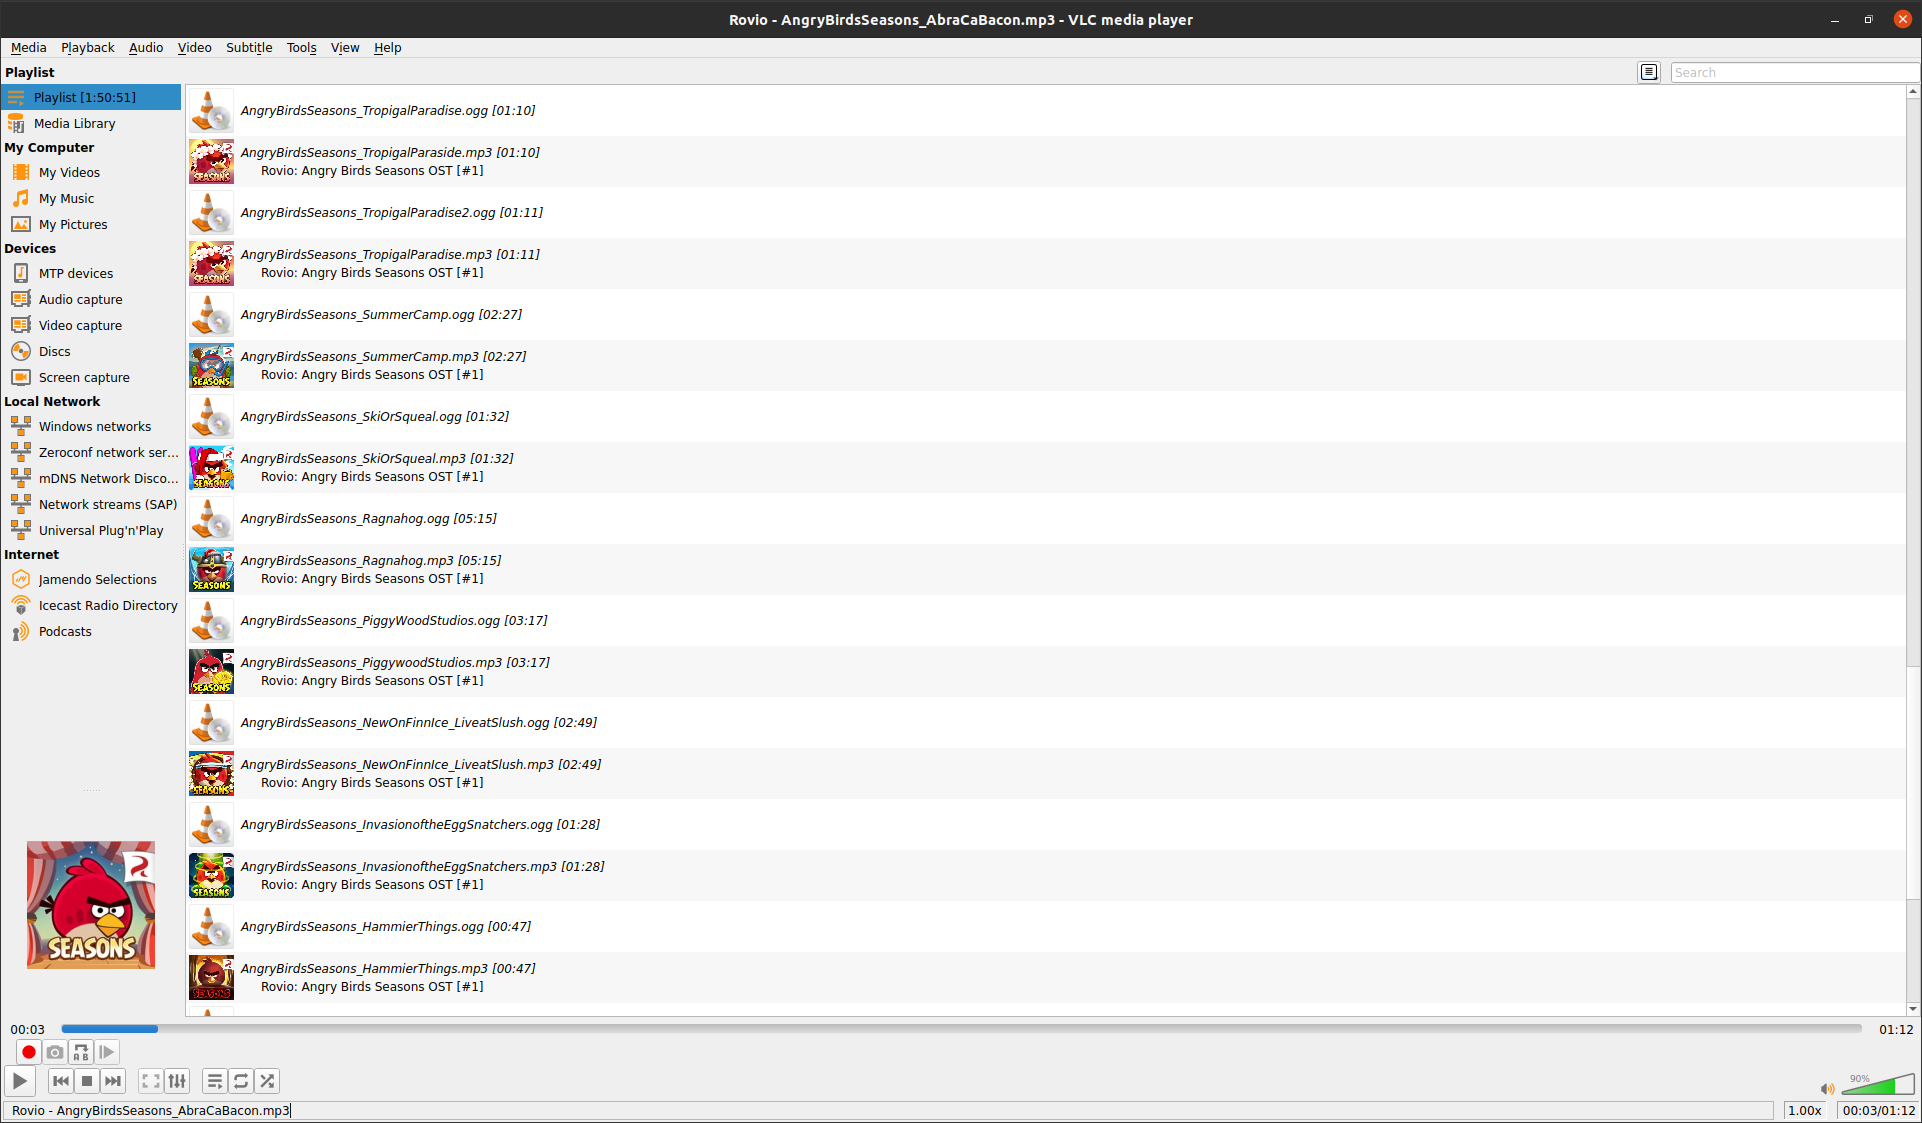 Rovio - AngryBirdsSeasons_AbraCaBacon.mp3 - VLC media player
Media Playback Audio Video Subtitle Tools View Help
Playlist
Search
Playlist [1:50:51]
Media Library
My Computer
My Videos
My Music
My Pictures
Devices
MTP devices
Audio capture
Video capture
Discs
Screen capture
Local Network
Windows networks
Zeroconf network ser...
mDNS Network Disco...
Network streams (SAP)
Universal Plug'n'Play
Internet
Jamendo Selections
Icecast Radio Directory
Podcasts
SEASONS
AngryBirdsSeasons_TropigalParadise.ogg [01:10]
SEASONS
AngryBirdsSeasons_TropigalParaside.mp3 [01:10]
Rovio: Angry Birds Seasons OST [#1]
AngryBirdsSeasons_TropigalParadise2.ogg [01:11]
SEASONS
AngryBirdsSeasons_TropigalParadise.mp3 [01:11]
Rovio: Angry Birds Seasons OST [#1]
AngryBirdsSeasons_SummerCamp.ogg [02:27]
SEASONS
AngryBirdsSeasons_SummerCamp.mp3 [02:27]
Rovio: Angry Birds Seasons OST [#1]
AngryBirdsSeasons_SkiOrSqueal.ogg [01:32]
SEASONS
AngryBirdsSeasons_SkiOrSqueal.mp3 [01:32]
Rovio: Angry Birds Seasons OST [#1]
AngryBirdsSeasons_Ragnahog.ogg [05:15]
SEASONS
AngryBirdsSeasons_Ragnahog.mp3 [05:15]
Rovio: Angry Birds Seasons OST [#1]
AngryBirdsSeasons_PiggyWoodStudios.ogg [03:17]
SEASONS
AngryBirdsSeasons_PiggywoodStudios.mp3 [03:17]
Rovio: Angry Birds Seasons OST [#1]
AngryBirdsSeasons_NewOnFinnIce_LiveatSlush.ogg [02:49]
SEASONS
AngryBirdsSeasons_NewOnFinnIce_LiveatSlush.mp3 [02:49]
Rovio: Angry Birds Seasons OST [#1]
AngryBirdsSeasons_InvasionoftheEggSnatchers.ogg [01:28]
SEASONS
AngryBirdsSeasons_InvasionoftheEggSnatchers.mp3 [01:28]
Rovio: Angry Birds Seasons OST [#1]
AngryBirdsSeasons_HammierThings.ogg [00:47]
SEASONS
AngryBirdsSeasons_HammierThings.mp3 [00:47]
Rovio: Angry Birds Seasons OST [#1]
00:03
01:12
A B
90%
Rovio - AngryBirdsSeasons_AbraCaBacon.mp3
1.00x
00:03/01:12